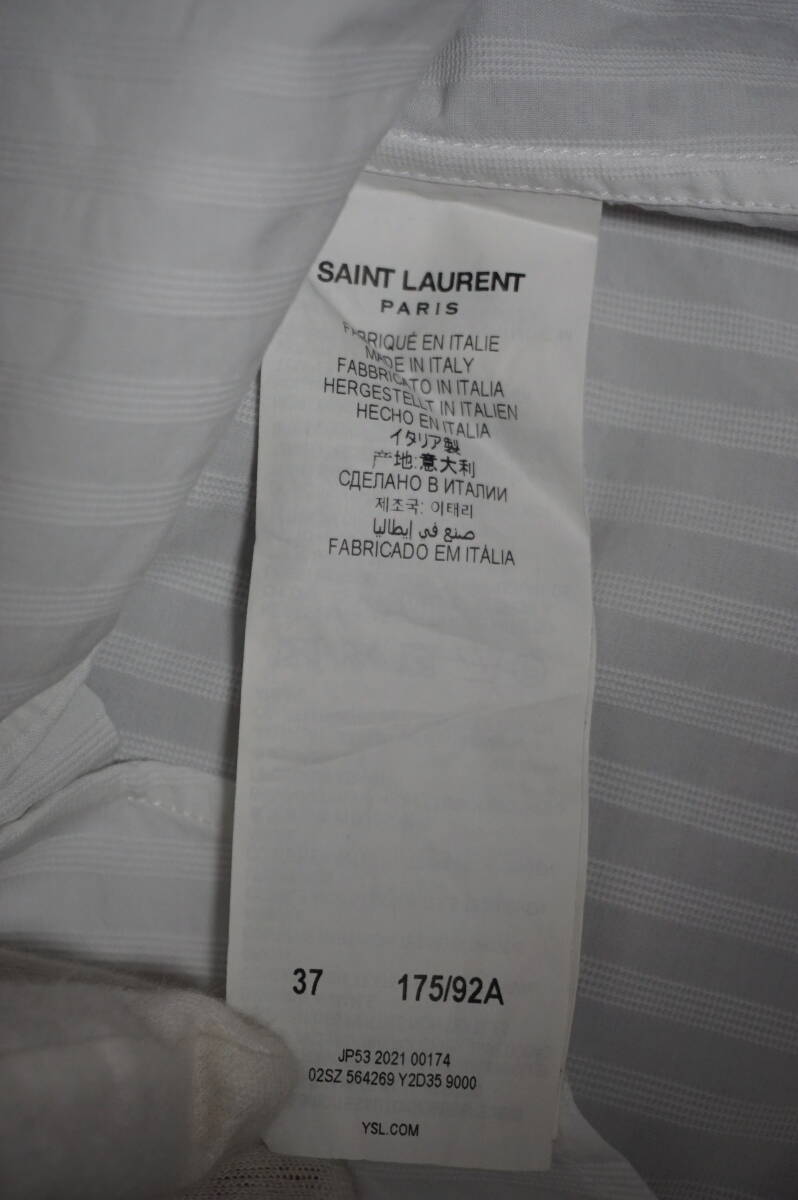 SAINT LAURENT
PARIS
FABRIQUÉ EN ITALIE
MADE IN ITALY
FABBRICATO IN ITALIA
HERGESTELLT IN ITALIEN
HECHO EN ITALIA
イタリア製
产地:意大利
СДЕЛАНО В ИТАЛИИ
제조국: 이태리
صنع في إيطاليا
FABRICADO EM ITÁLIA
37 175/92A
JP53 2021 00174
02SZ 564269 Y2D35 9000
YSL.COM